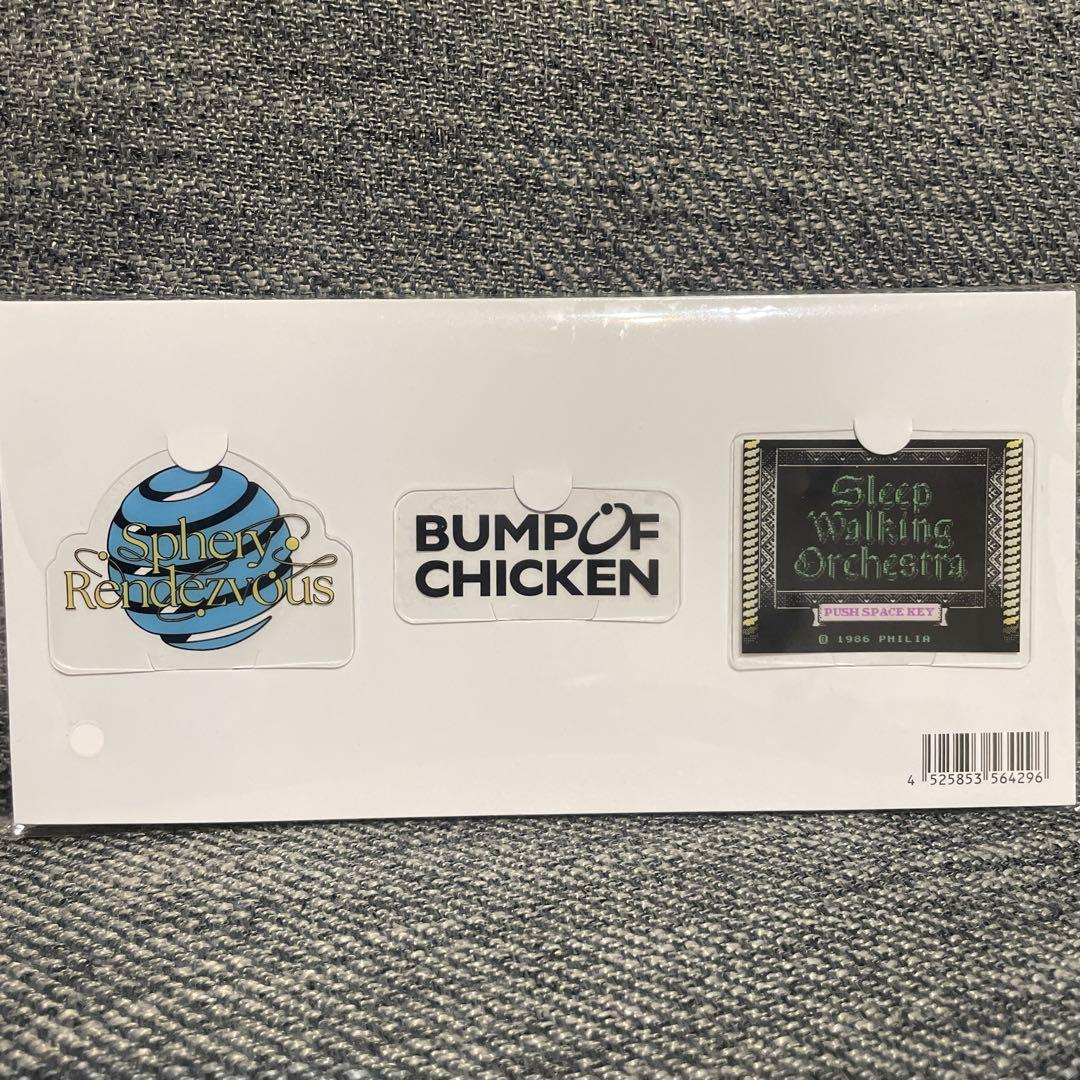 Sphery
Rendezvous
BUMP OF
CHICKEN
Sleep
Walking
Orchestra
PUSH SPACE KEY
1986 PHILIA
4 525853 564296